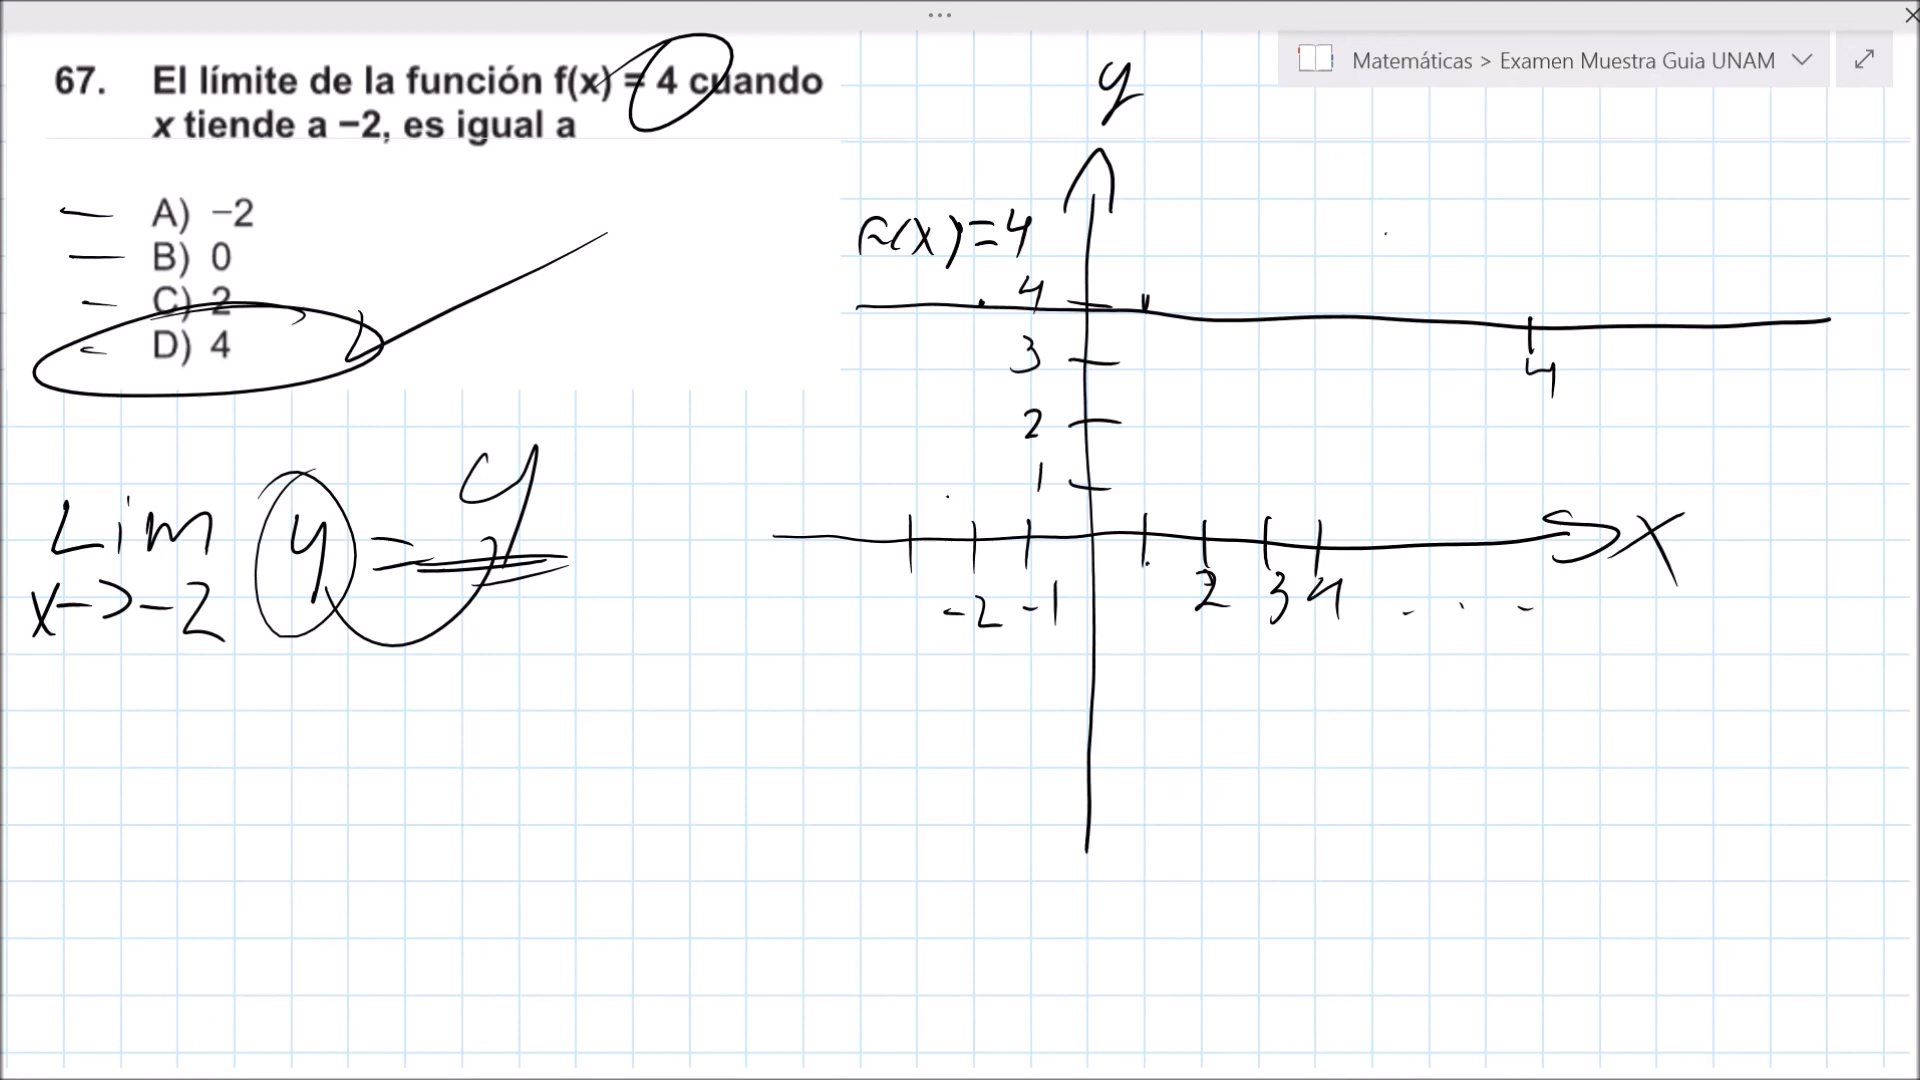 Matemáticas > Examen Muestra Guia UNAM
67. El límite de la función f(x) = 4 cuando
x tiende a −2, es igual a
A) −2
B) 0
C) 2
D) 4
Lim 4 = 4
x->-2
y
f(x)=4
4
3
2
1
4
x
-2 -1 2 3 4 . . .